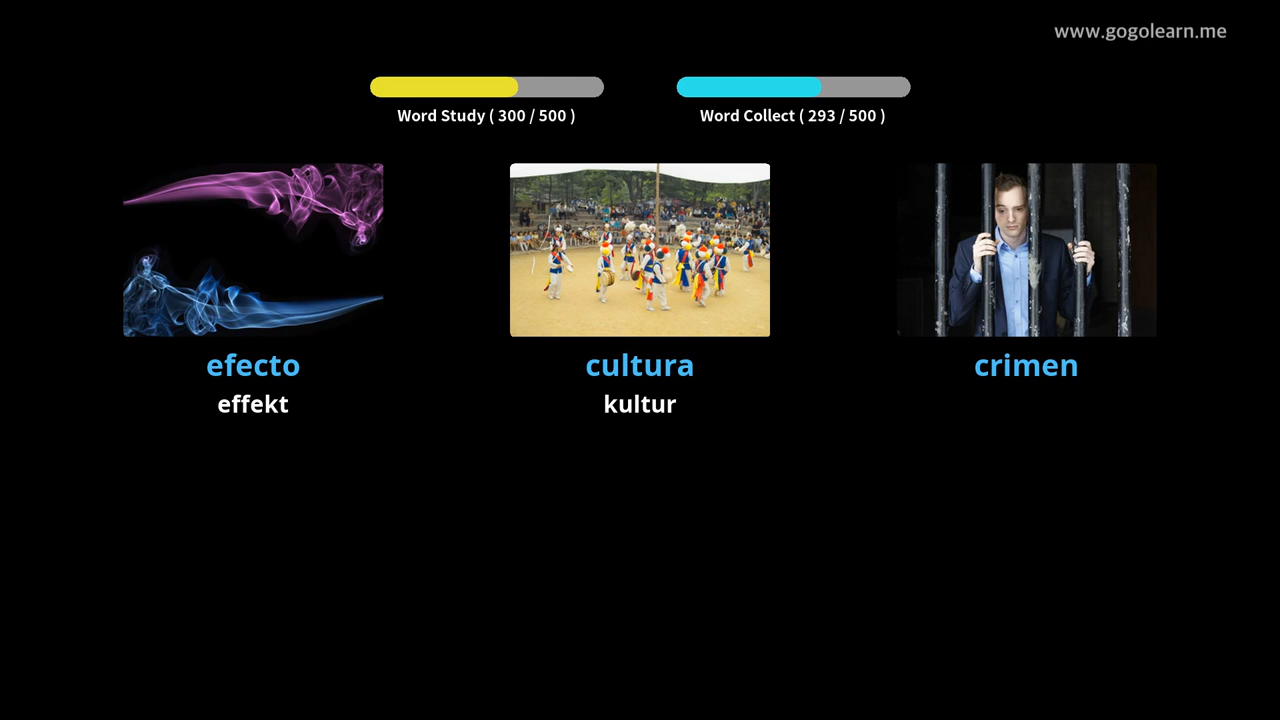 www.gogolearn.me
Word Study ( 300 / 500 )
Word Collect ( 293 / 500 )
efecto
effekt
cultura
kultur
crimen